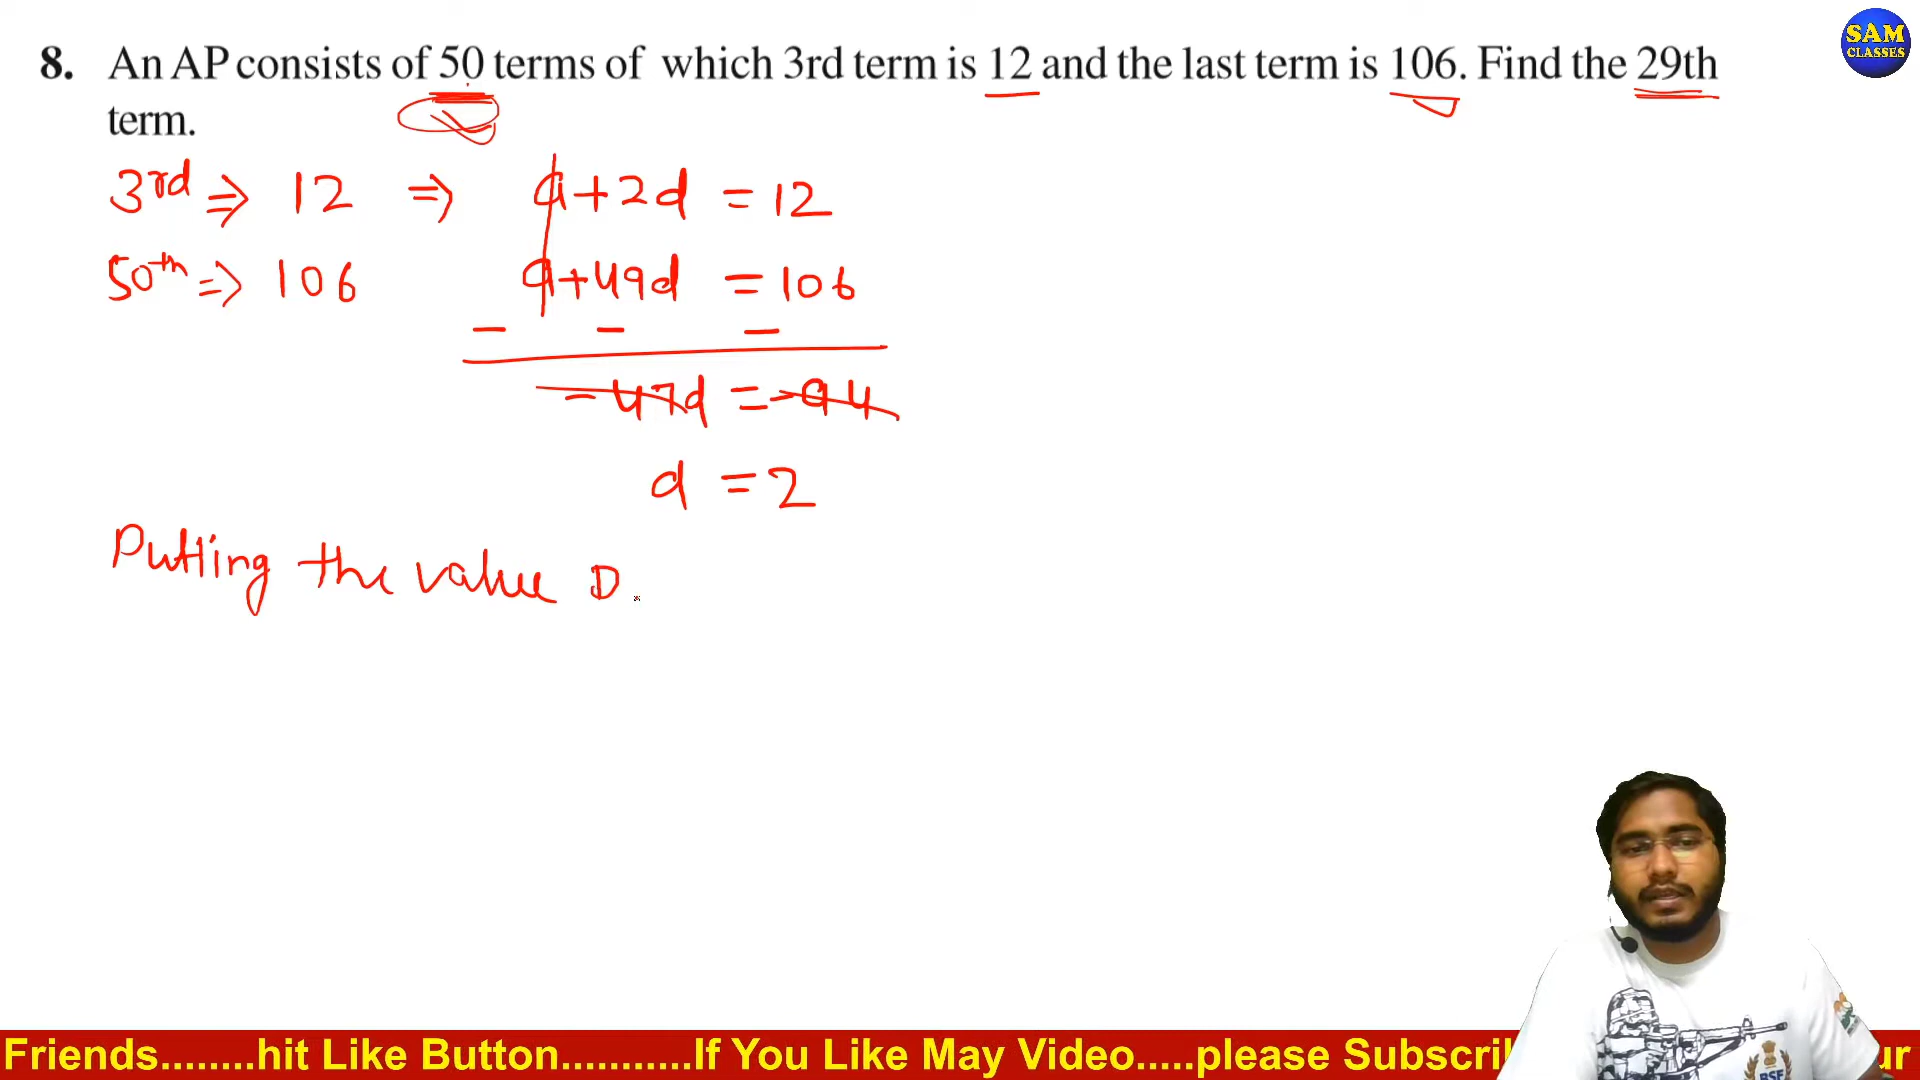 SAM
CLASSES
8. An AP consists of 50 terms of which 3rd term is 12 and the last term is 106. Find the 29th
term.
3rd ⇒ 12 ⇒ a+2d = 12
50th ⇒ 106 a+49d = 106
- - -
-47d = -94
d = 2
Putting the value D
Friends........hit Like Button...........If You Like May Video.....please Subscri
ur
BSF